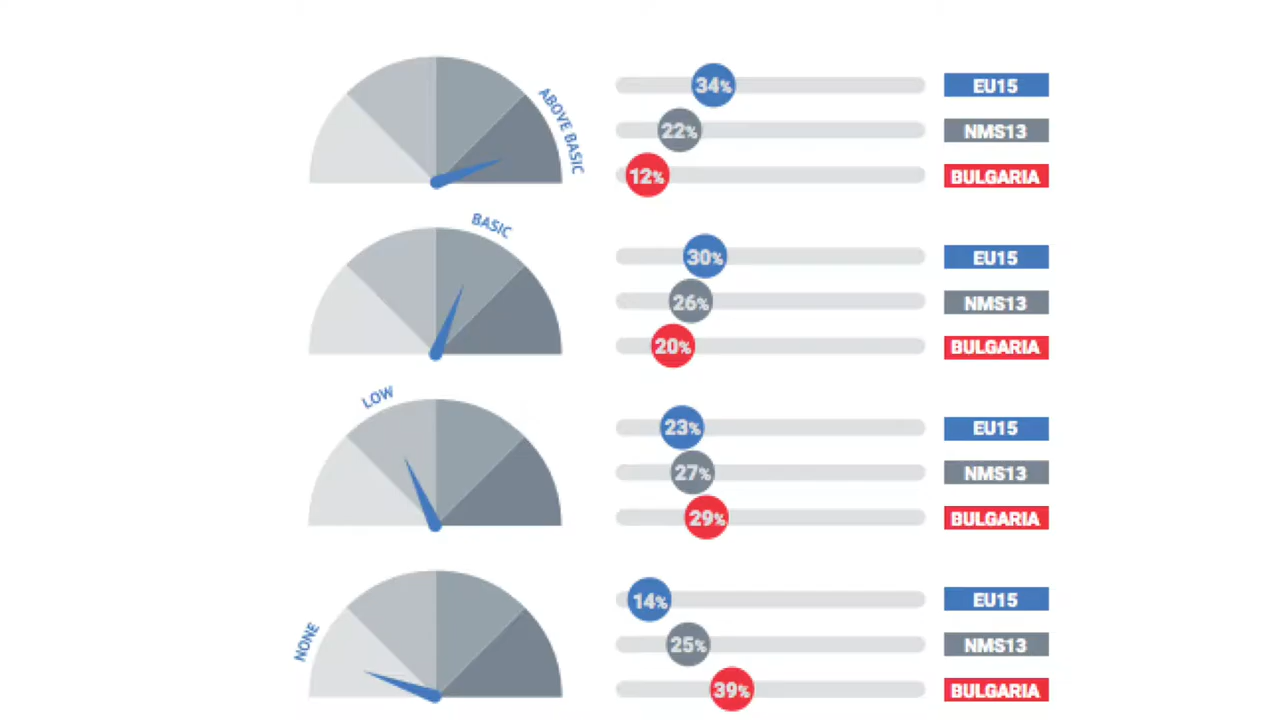 ABOVE BASIC
34% EU15
22% NMS13
12% BULGARIA
BASIC
30% EU15
26% NMS13
20% BULGARIA
LOW
23% EU15
27% NMS13
29% BULGARIA
NONE
14% EU15
25% NMS13
39% BULGARIA